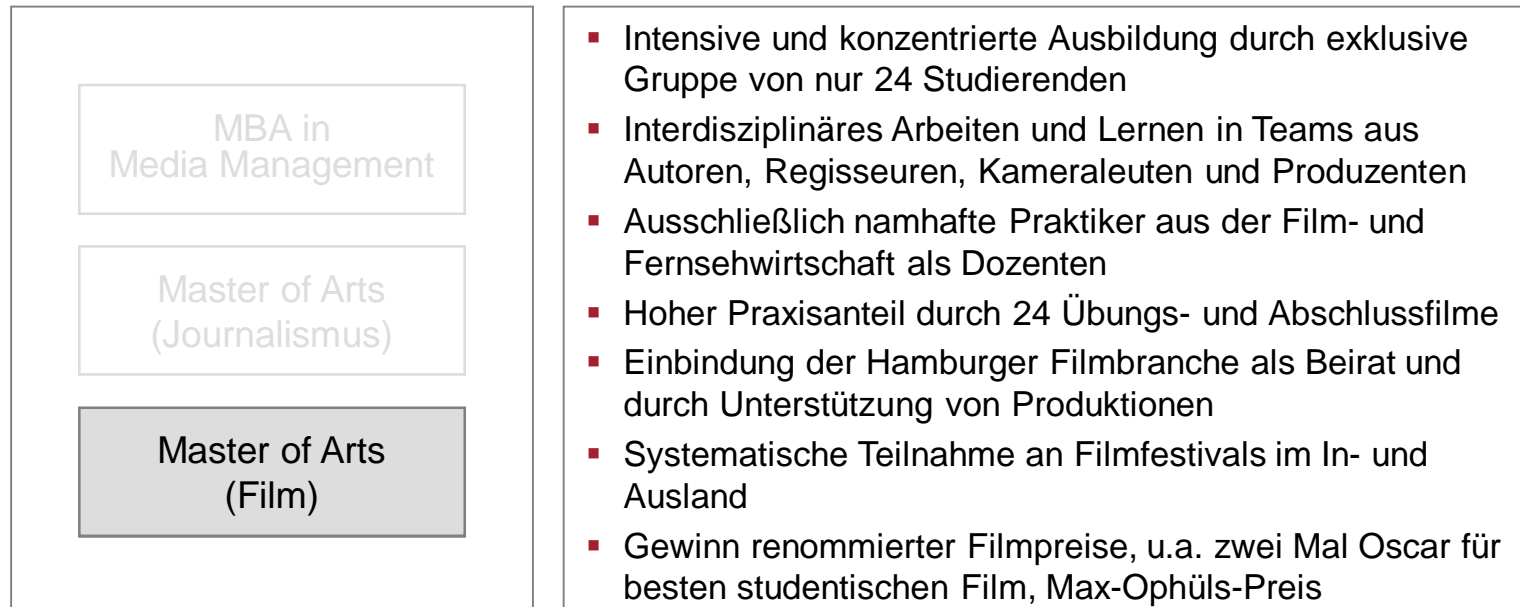 MBA in
Media Management
Master of Arts
(Journalismus)
Master of Arts
(Film)
▪ Intensive und konzentrierte Ausbildung durch exklusive
Gruppe von nur 24 Studierenden
▪ Interdisziplinäres Arbeiten und Lernen in Teams aus
Autoren, Regisseuren, Kameraleuten und Produzenten
▪ Ausschließlich namhafte Praktiker aus der Film- und
Fernsehwirtschaft als Dozenten
▪ Hoher Praxisanteil durch 24 Übungs- und Abschlussfilme
▪ Einbindung der Hamburger Filmbranche als Beirat und
durch Unterstützung von Produktionen
▪ Systematische Teilnahme an Filmfestivals im In- und
Ausland
▪ Gewinn renommierter Filmpreise, u.a. zwei Mal Oscar für
besten studentischen Film, Max-Ophüls-Preis